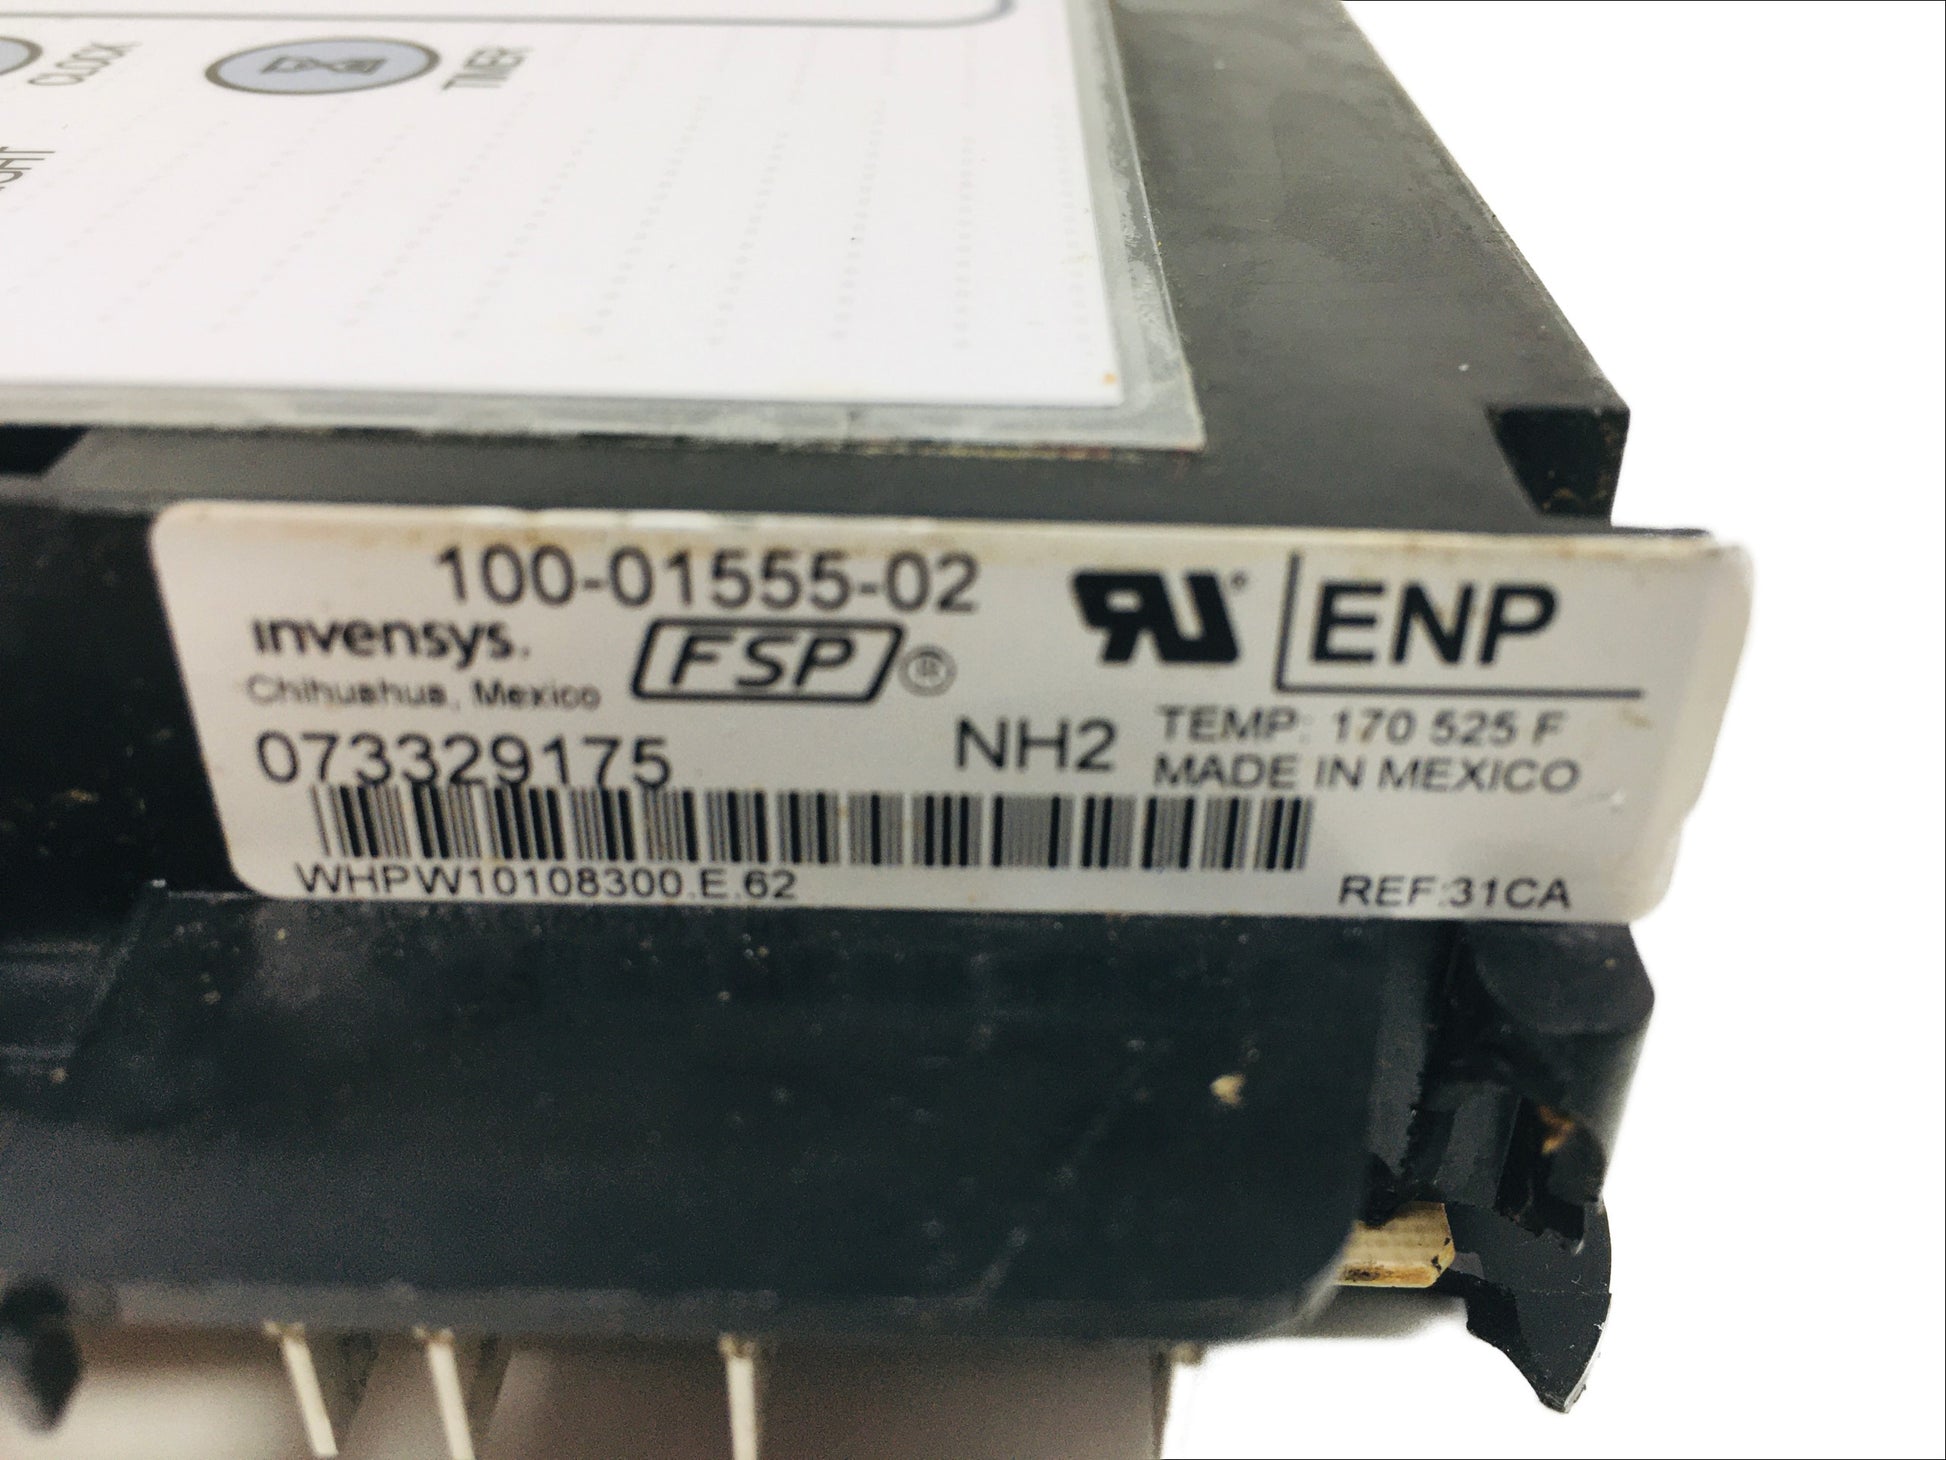 CLOCK
TIMER
100-01555-02
invensys.
Chihuahua, Mexico
FSP ®
RU
ENP
073329175
NH2
TEMP: 170 525 F
MADE IN MEXICO
WHPW10108300.E.62
REF:31CA